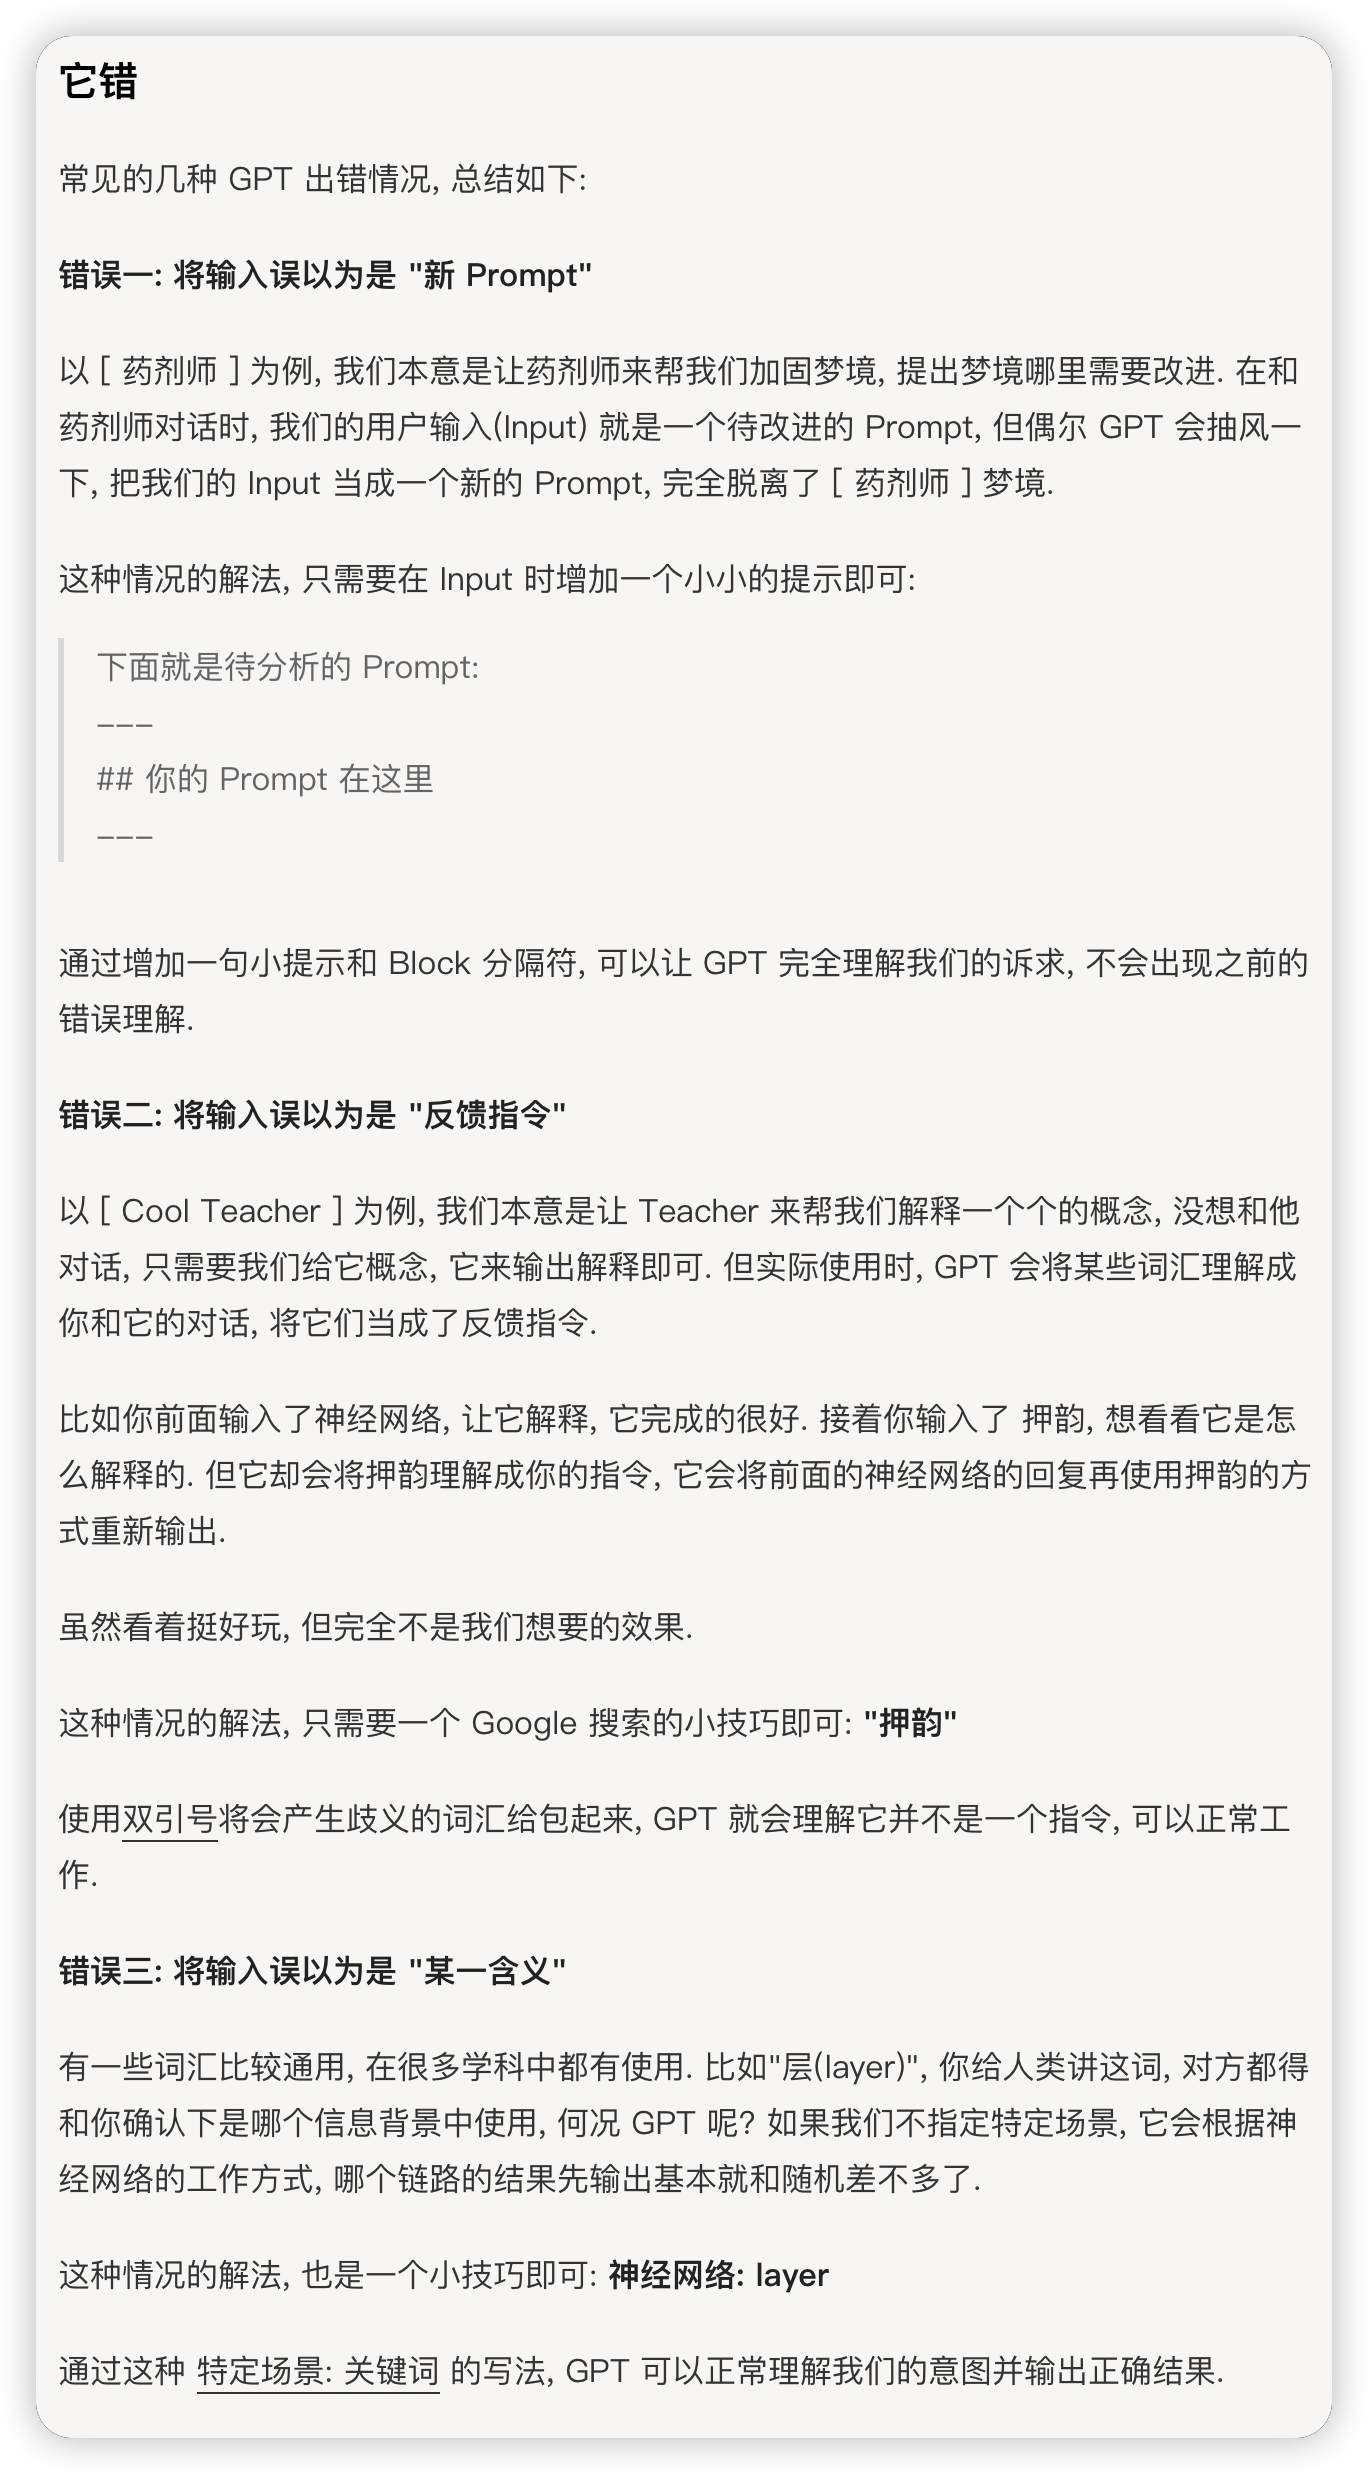 它错
常见的几种 GPT 出错情况, 总结如下:
错误一: 将输入误以为是 "新 Prompt"
以 [ 药剂师 ] 为例, 我们本意是让药剂师来帮我们加固梦境, 提出梦境哪里需要改进. 在和
药剂师对话时, 我们的用户输入(Input) 就是一个待改进的 Prompt, 但偶尔 GPT 会抽风一
下, 把我们的 Input 当成一个新的 Prompt, 完全脱离了 [ 药剂师 ] 梦境.
这种情况的解法, 只需要在 Input 时增加一个小小的提示即可:
下面就是待分析的 Prompt:
---
## 你的 Prompt 在这里
---
通过增加一句小提示和 Block 分隔符, 可以让 GPT 完全理解我们的诉求, 不会出现之前的
错误理解.
错误二: 将输入误以为是 "反馈指令"
以 [ Cool Teacher ] 为例, 我们本意是让 Teacher 来帮我们解释一个个的概念, 没想和他
对话, 只需要我们给它概念, 它来输出解释即可. 但实际使用时, GPT 会将某些词汇理解成
你和它的对话, 将它们当成了反馈指令.
比如你前面输入了神经网络, 让它解释, 它完成的很好. 接着你输入了 押韵, 想看看它是怎
么解释的. 但它却会将押韵理解成你的指令, 它会将前面的神经网络的回复再使用押韵的方
式重新输出.
虽然看着挺好玩, 但完全不是我们想要的效果.
这种情况的解法, 只需要一个 Google 搜索的小技巧即可: "押韵"
使用双引号将会产生歧义的词汇给包起来, GPT 就会理解它并不是一个指令, 可以正常工
作.
错误三: 将输入误以为是 "某一含义"
有一些词汇比较通用, 在很多学科中都有使用. 比如"层(layer)", 你给人类讲这词, 对方都得
和你确认下是哪个信息背景中使用, 何况 GPT 呢? 如果我们不指定特定场景, 它会根据神
经网络的工作方式, 哪个链路的结果先输出基本就和随机差不多了.
这种情况的解法, 也是一个小技巧即可: 神经网络: layer
通过这种 特定场景: 关键词 的写法, GPT 可以正常理解我们的意图并输出正确结果.